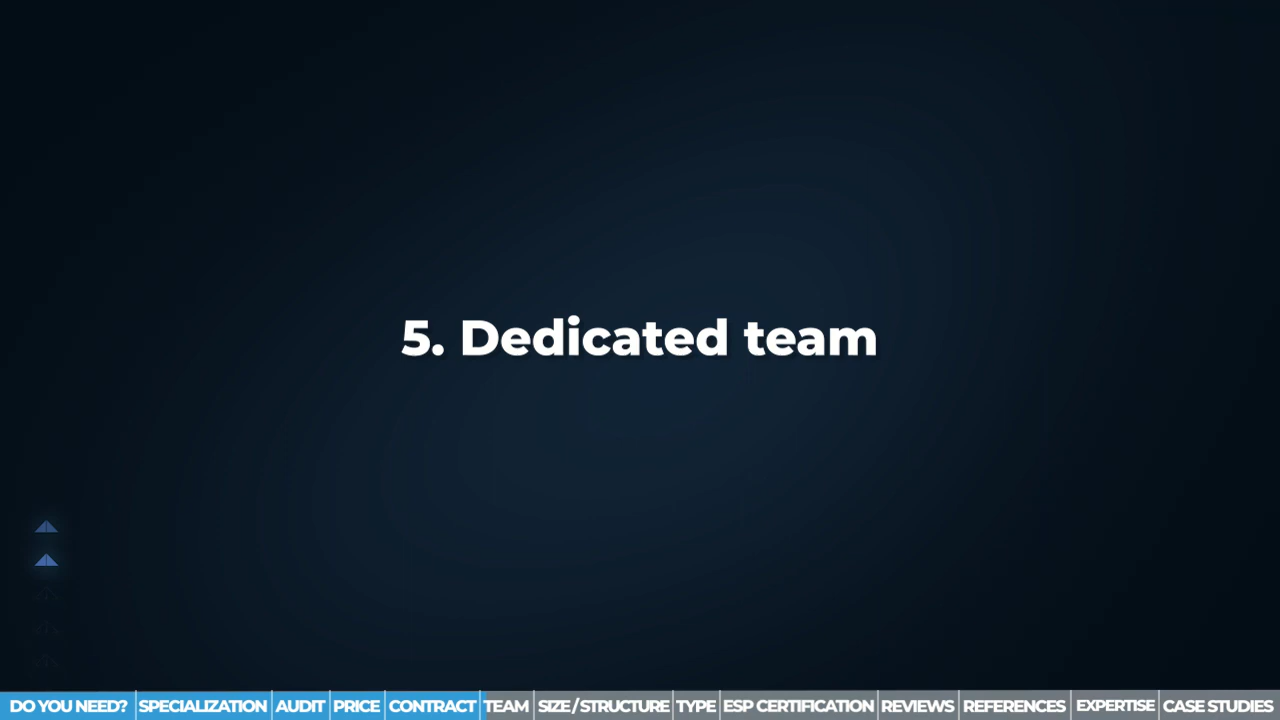 5. Dedicated team
DO YOU NEED? SPECIALIZATION AUDIT PRICE CONTRACT TEAM SIZE / STRUCTURE TYPE ESP CERTIFICATION REVIEWS REFERENCES EXPERTISE CASE STUDIES